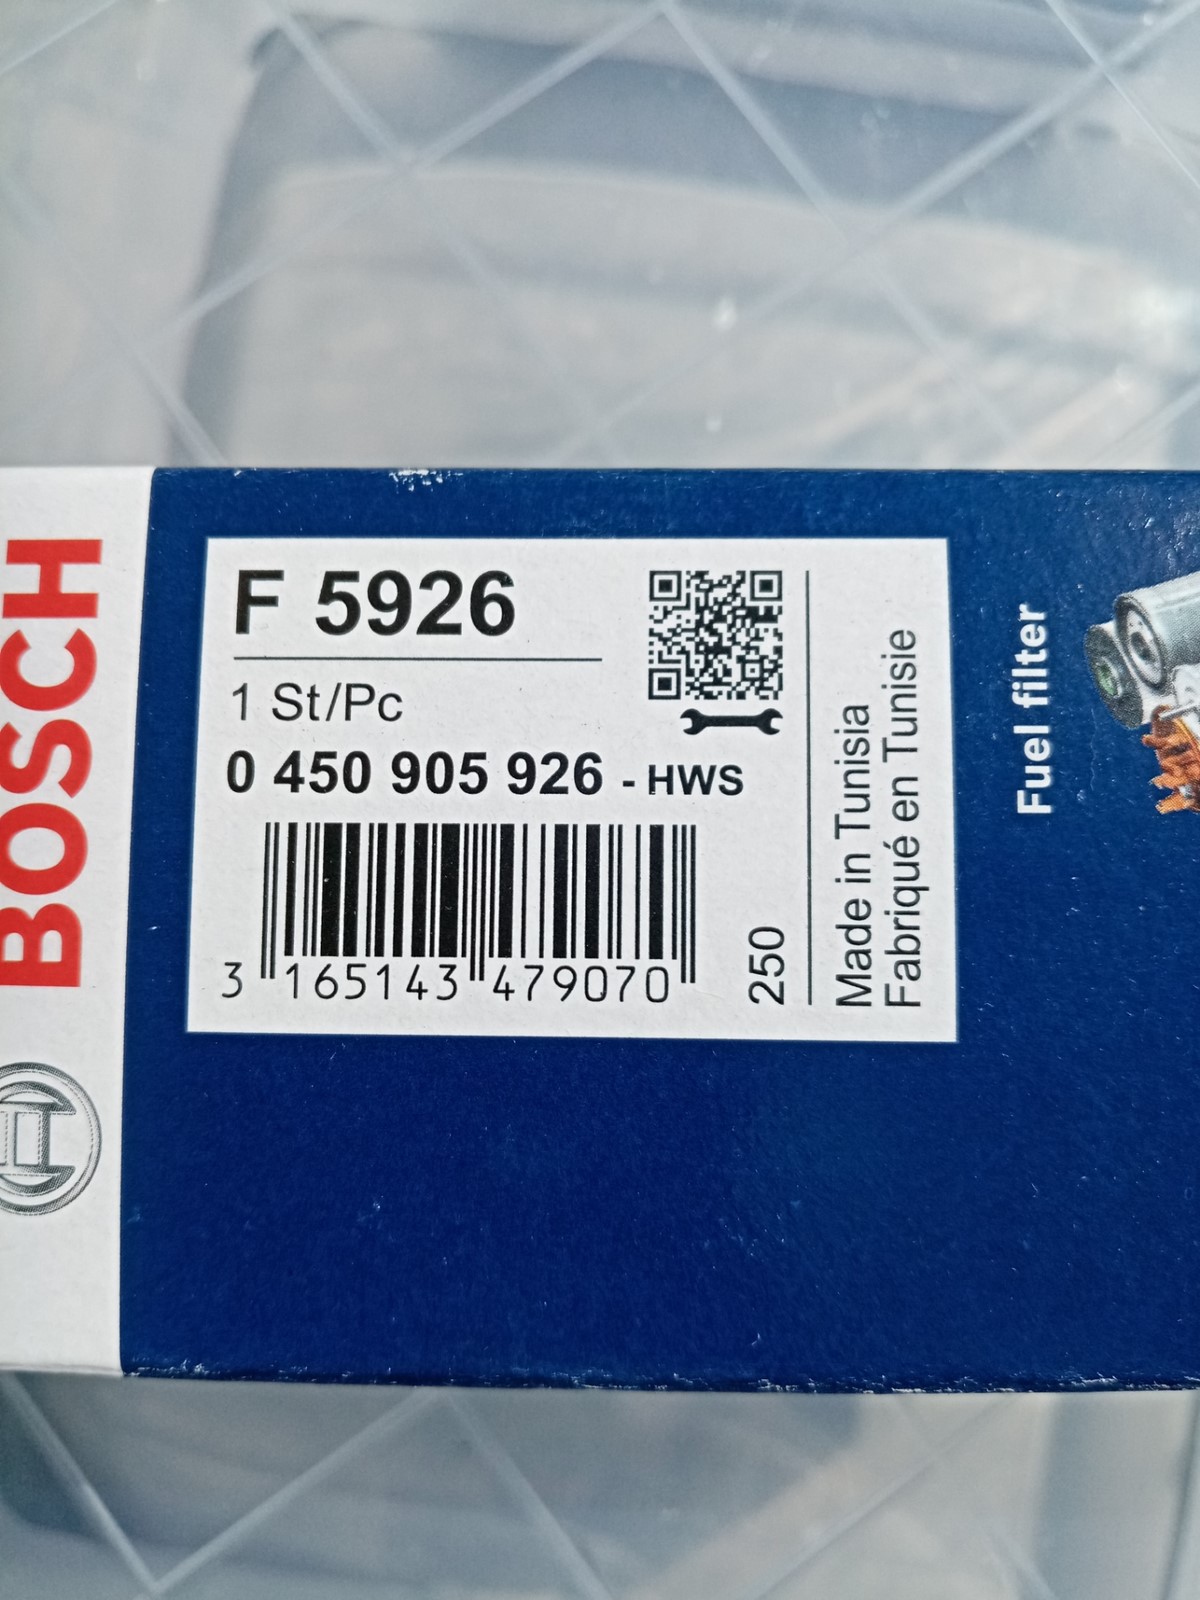 BOSCH
F 5926
1 St/Pc
0 450 905 926 - HWS
3 165143 479070
250
Made in Tunisia
Fabriqué en Tunisie
Fuel filter